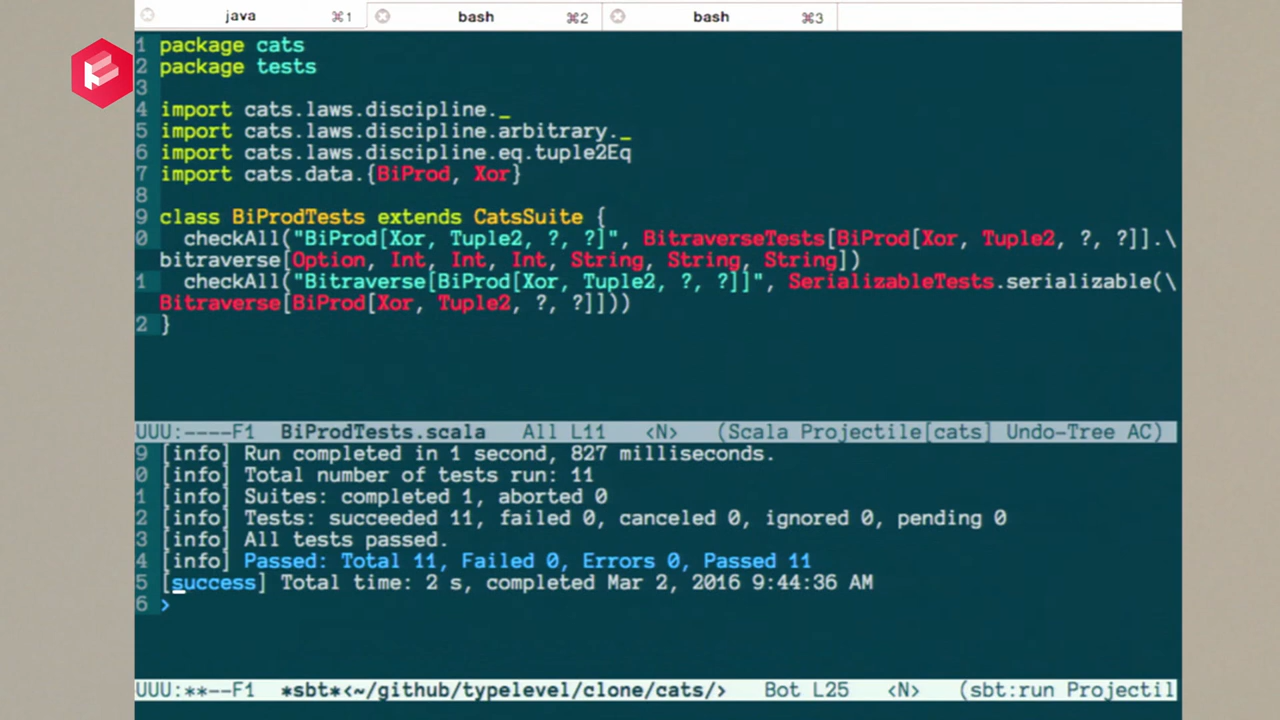 java ⌘1 bash ⌘2 bash ⌘3
1 package cats
2 package tests
3
4 import cats.laws.discipline._
5 import cats.laws.discipline.arbitrary._
6 import cats.laws.discipline.eq.tuple2Eq
7 import cats.data.{BiProd, Xor}
8
9 class BiProdTests extends CatsSuite {
0 checkAll("BiProd[Xor, Tuple2, ?, ?]", BitraverseTests[BiProd[Xor, Tuple2, ?, ?]].\
bitraverse[Option, Int, Int, Int, String, String, String])
1 checkAll("Bitraverse[BiProd[Xor, Tuple2, ?, ?]]", SerializableTests.serializable(\
Bitraverse[BiProd[Xor, Tuple2, ?, ?]]))
2 }
UUU:----F1 BiProdTests.scala All L11 <N> (Scala Projectile[cats] Undo-Tree AC)
9 [info] Run completed in 1 second, 827 milliseconds.
0 [info] Total number of tests run: 11
1 [info] Suites: completed 1, aborted 0
2 [info] Tests: succeeded 11, failed 0, canceled 0, ignored 0, pending 0
3 [info] All tests passed.
4 [info] Passed: Total 11, Failed 0, Errors 0, Passed 11
5 [success] Total time: 2 s, completed Mar 2, 2016 9:44:36 AM
6 >
UUU:**--F1 *sbt*<~/github/typelevel/clone/cats/> Bot L25 <N> (sbt:run Projectil